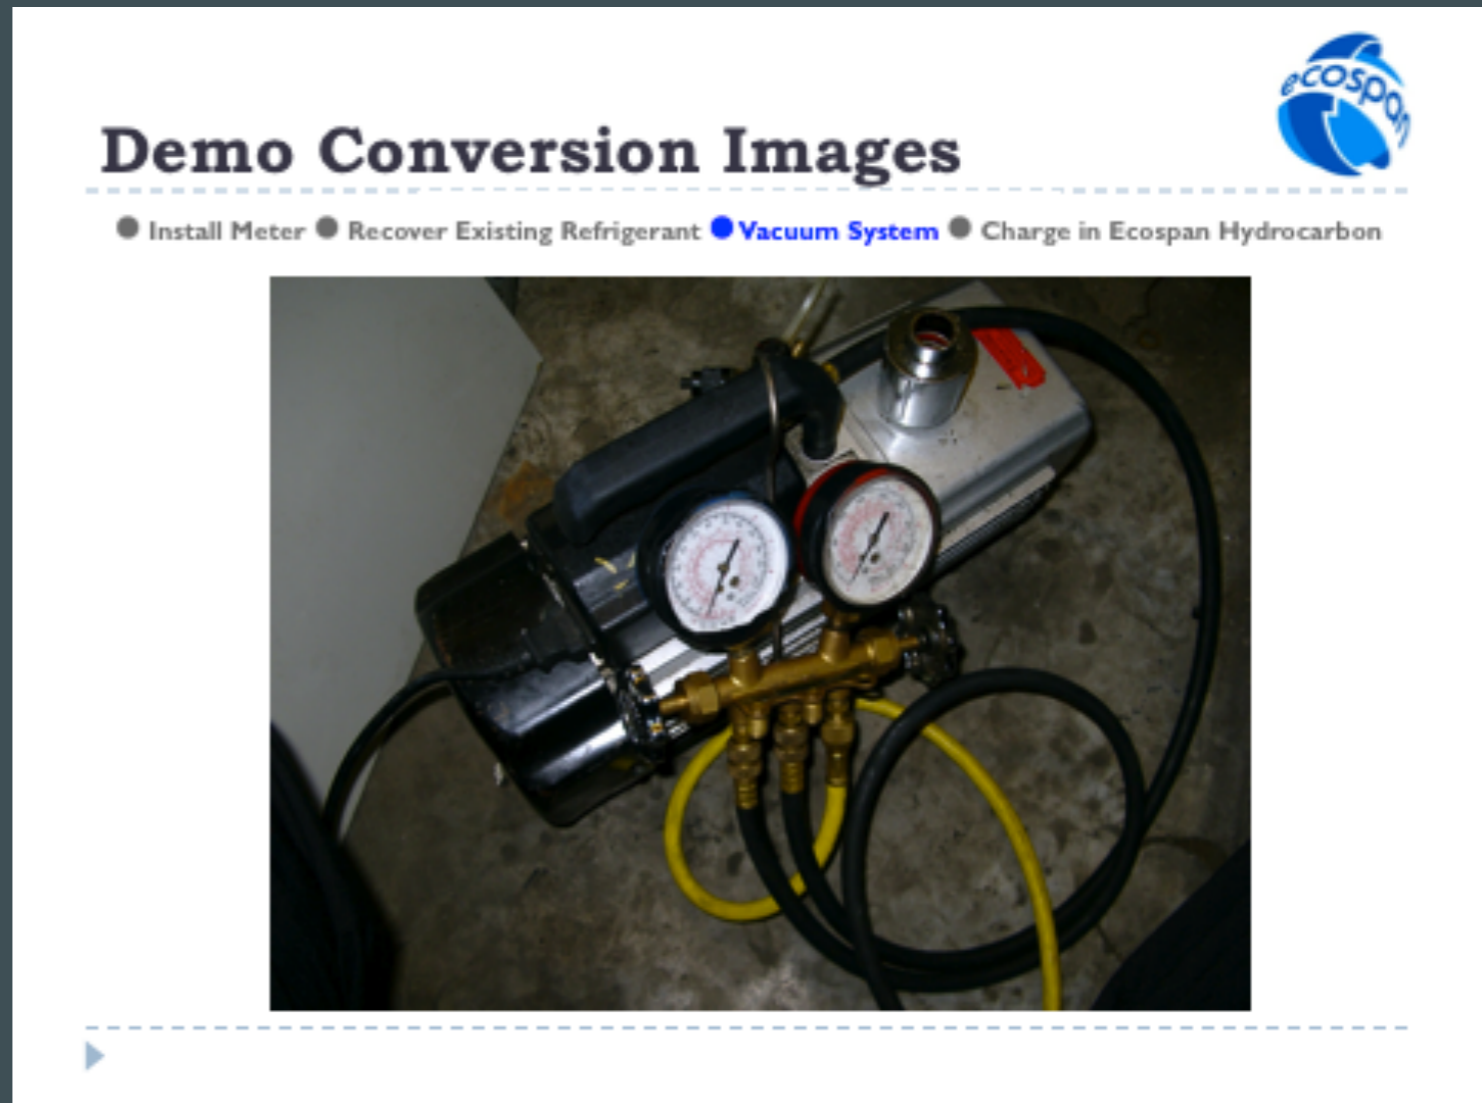 ecospan
Demo Conversion Images
● Install Meter ● Recover Existing Refrigerant ● Vacuum System ● Charge in Ecospan Hydrocarbon